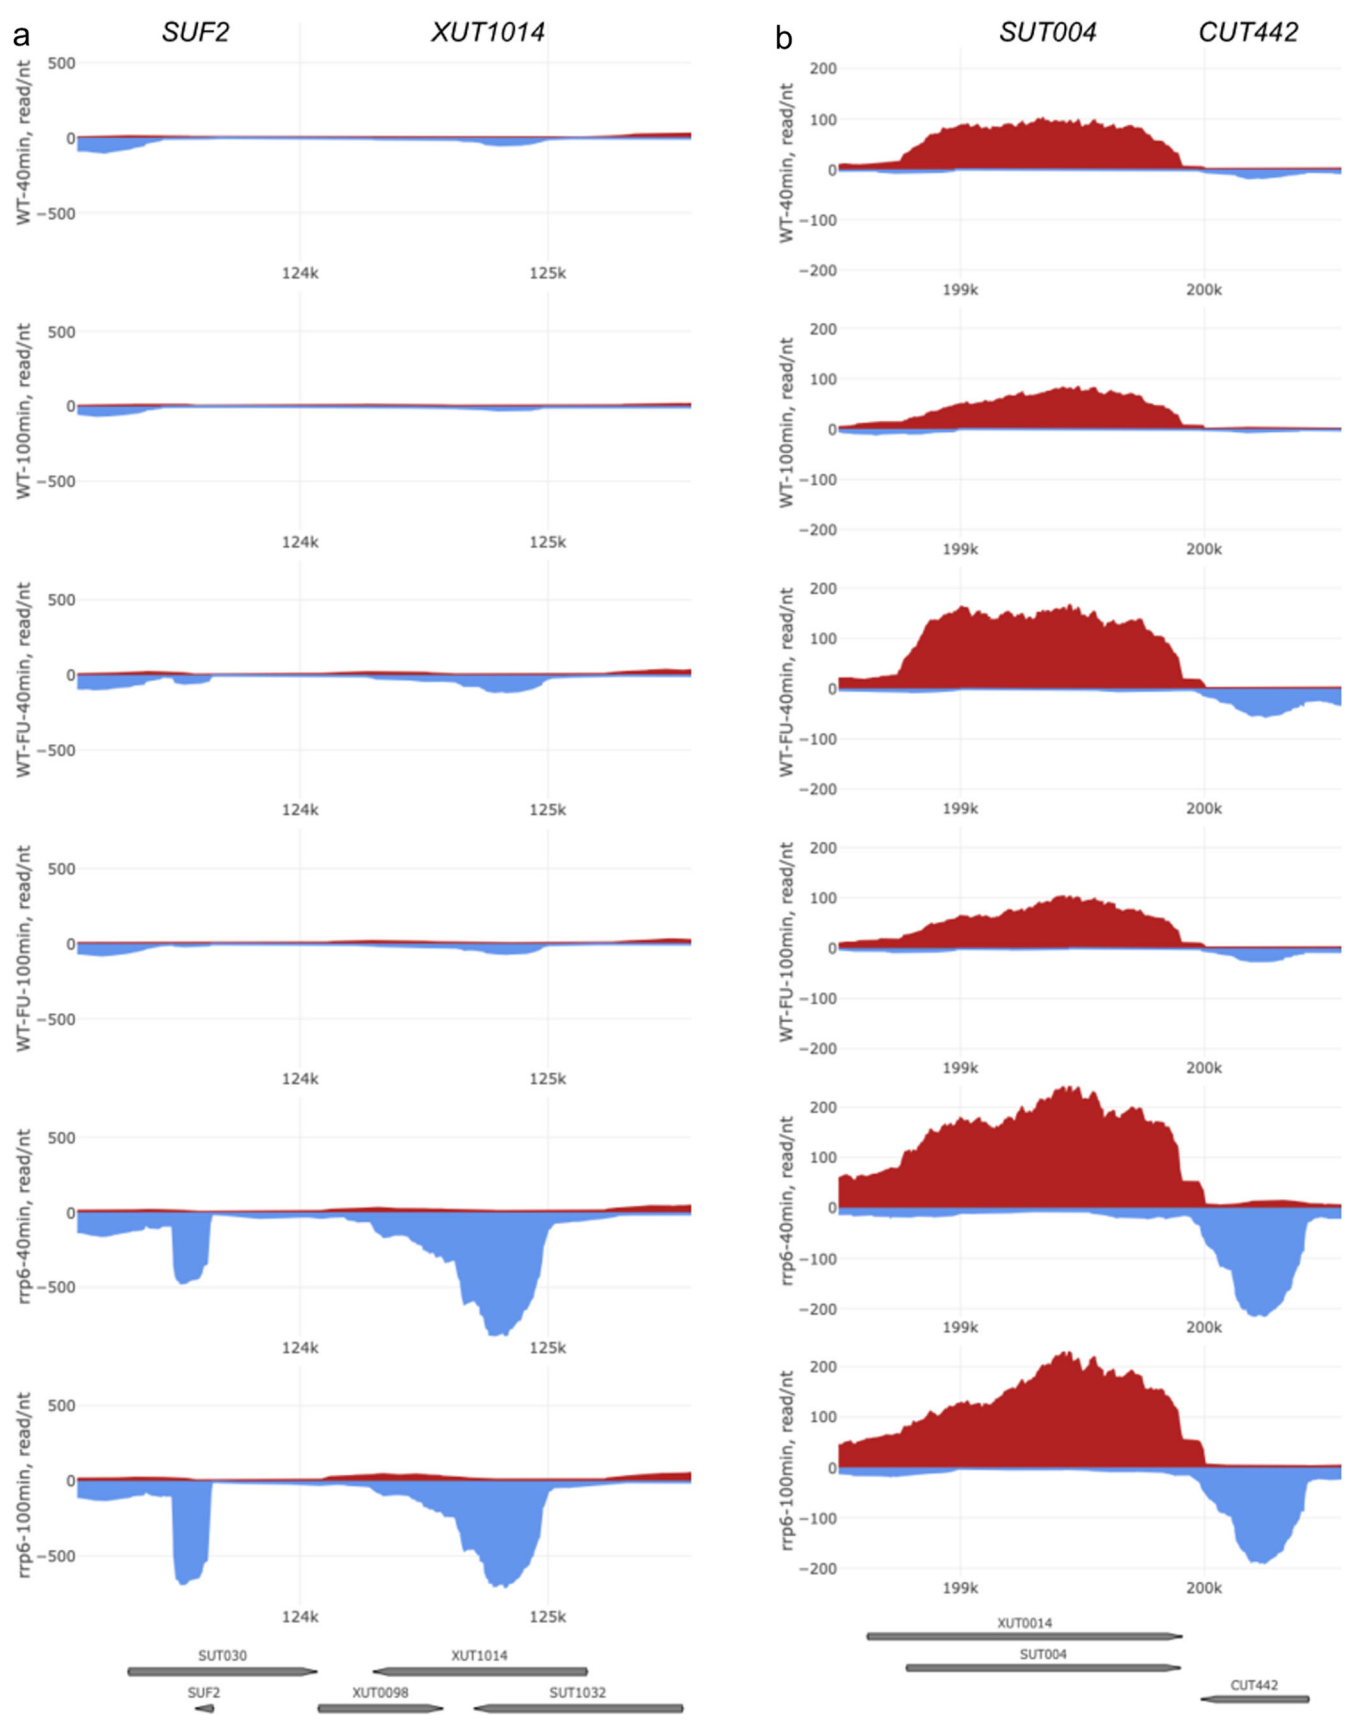 a
SUF2 XUT1014
WT-40min, read/nt
500
0
−500
124k 125k
WT-100min, read/nt
500
0
−500
124k 125k
WT-FU-40min, read/nt
500
0
−500
124k 125k
WT-FU-100min, read/nt
500
0
−500
124k 125k
rrp6-40min, read/nt
500
0
−500
124k 125k
rrp6-100min, read/nt
500
0
−500
124k 125k
SUT030 XUT1014
SUF2 XUT0098 SUT1032
b
SUT004 CUT442
WT-40min, read/nt
200
100
0
−100
−200
199k 200k
WT-100min, read/nt
200
100
0
−100
−200
199k 200k
WT-FU-40min, read/nt
200
100
0
−100
−200
199k 200k
WT-FU-100min, read/nt
200
100
0
−100
−200
199k 200k
rrp6-40min, read/nt
200
100
0
−100
−200
199k 200k
rrp6-100min, read/nt
200
100
0
−100
−200
199k 200k
XUT0014
SUT004
CUT442